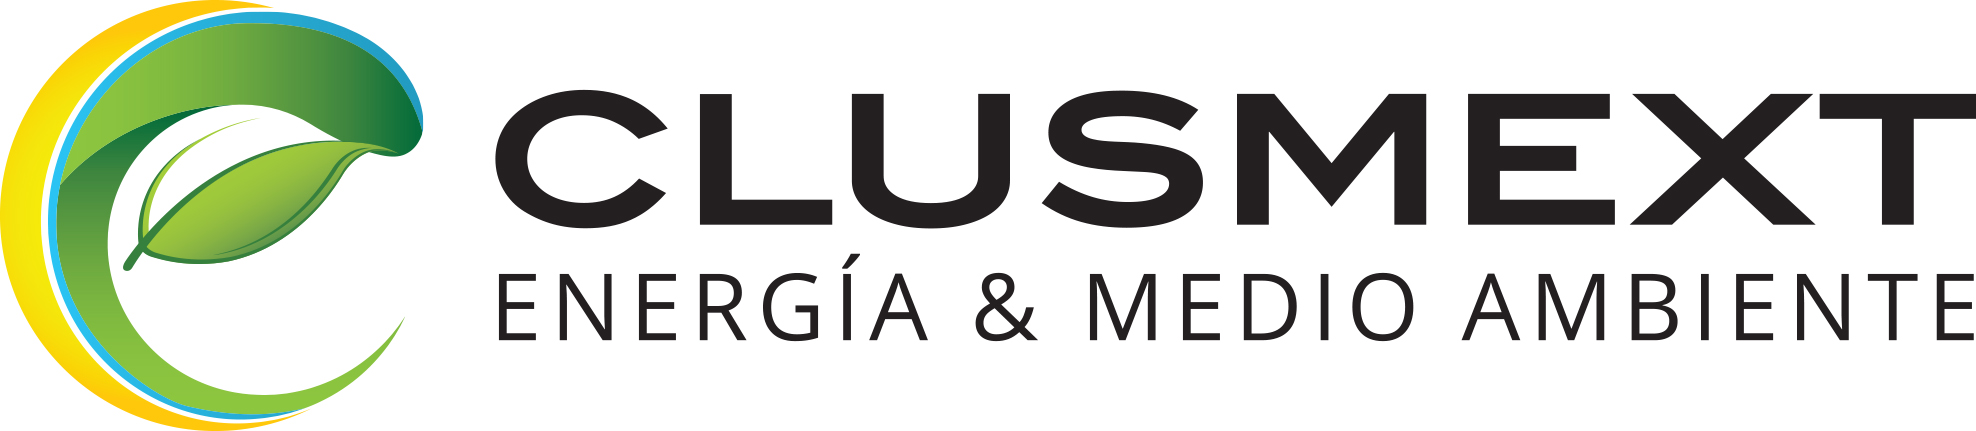 CLUSMEXT
ENERGÍA & MEDIO AMBIENTE